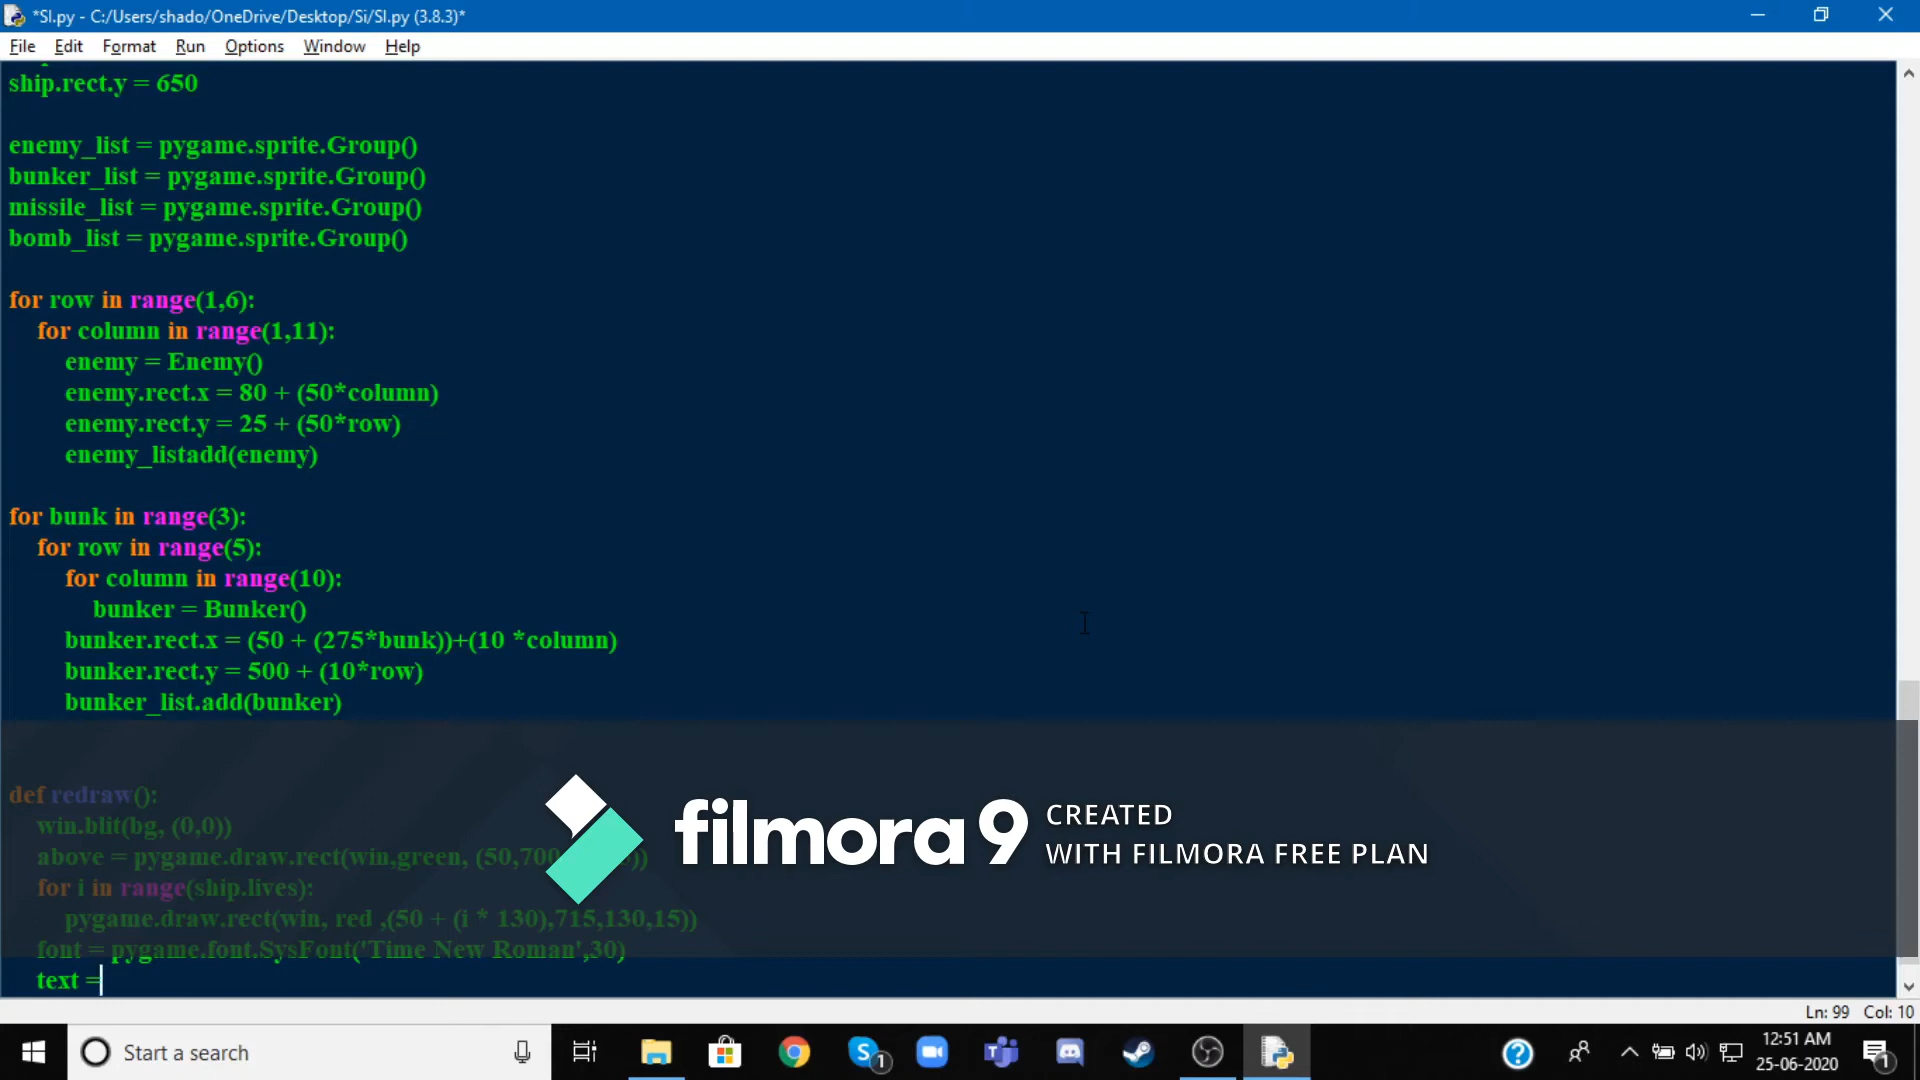 *SI.py - C:/Users/shado/OneDrive/Desktop/Si/SI.py (3.8.3)*
File Edit Format Run Options Window Help
ship.rect.y = 650
enemy_list = pygame.sprite.Group()
bunker_list = pygame.sprite.Group()
missile_list = pygame.sprite.Group()
bomb_list = pygame.sprite.Group()
for row in range(1,6):
for column in range(1,11):
enemy = Enemy()
enemy.rect.x = 80 + (50*column)
enemy.rect.y = 25 + (50*row)
enemy_listadd(enemy)
for bunk in range(3):
for row in range(5):
for column in range(10):
bunker = Bunker()
bunker.rect.x = (50 + (275*bunk))+(10 *column)
bunker.rect.y = 500 + (10*row)
bunker_list.add(bunker)
def redraw():
win.blit(bg, (0,0))
above = pygame.draw.rect(win,green, (50,700
for i in range(ship.lives):
pygame.draw.rect(win, red ,(50 + (i * 130),715,130,15))
font = pygame.font.SysFont('Time New Roman',30)
text =
filmora9 CREATED
WITH FILMORA FREE PLAN
Ln: 99 Col: 10
Start a search
1
12:51 AM
25-06-2020
1